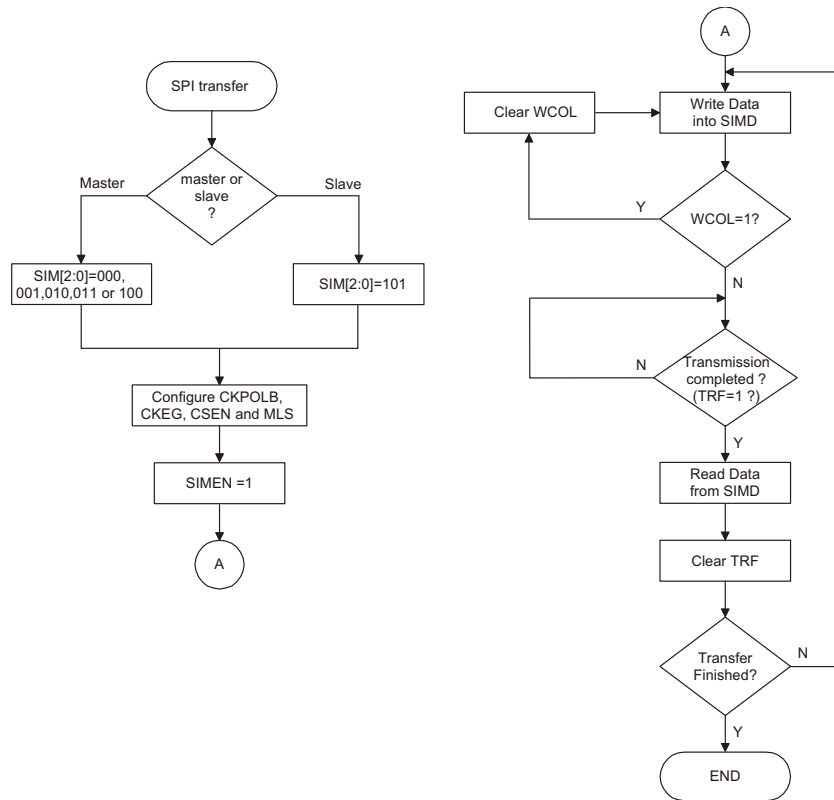 SPI transfer
master or
slave
?
Master
Slave
SIM[2:0]=000,
001,010,011 or 100
SIM[2:0]=101
Configure CKPOLB,
CKEG, CSEN and MLS
SIMEN =1
A
A
Clear WCOL
Write Data
into SIMD
Y
WCOL=1?
N
N
Transmission
completed ?
(TRF=1 ?)
Y
Read Data
from SIMD
Clear TRF
Transfer
Finished?
N
Y
END